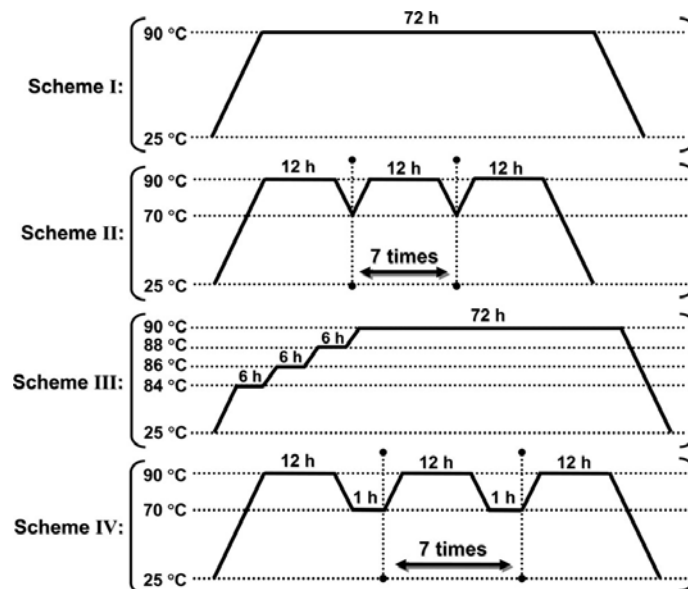 72 h
90 °C
Scheme I:
25 °C
12 h 12 h 12 h
90 °C
70 °C
Scheme II:
7 times
25 °C
72 h
90 °C
6 h
88 °C
6 h
86 °C
6 h
84 °C
Scheme III:
25 °C
12 h 12 h 12 h
90 °C
1 h 1 h
70 °C
Scheme IV:
7 times
25 °C